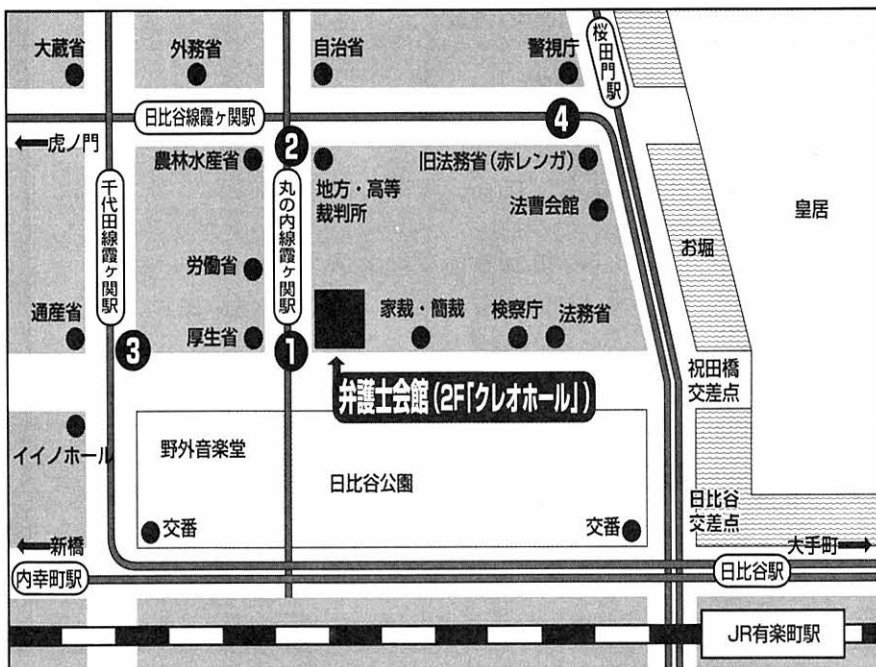 大蔵省
外務省
自治省
警視庁
桜田門駅
日比谷線霞ヶ関駅
4
←虎ノ門
農林水産省
2
旧法務省(赤レンガ)
地方・高等
裁判所
法曹会館
千代田線霞ヶ関駅
丸の内線霞ヶ関駅
皇居
お堀
労働省
通産省
厚生省
家裁・簡裁
検察庁
法務省
3
1
祝田橋
交差点
弁護士会館(2F「クレオホール」)
イイノホール
野外音楽堂
日比谷公園
日比谷
交差点
交番
交番
←新橋
大手町→
内幸町駅
日比谷駅
JR有楽町駅